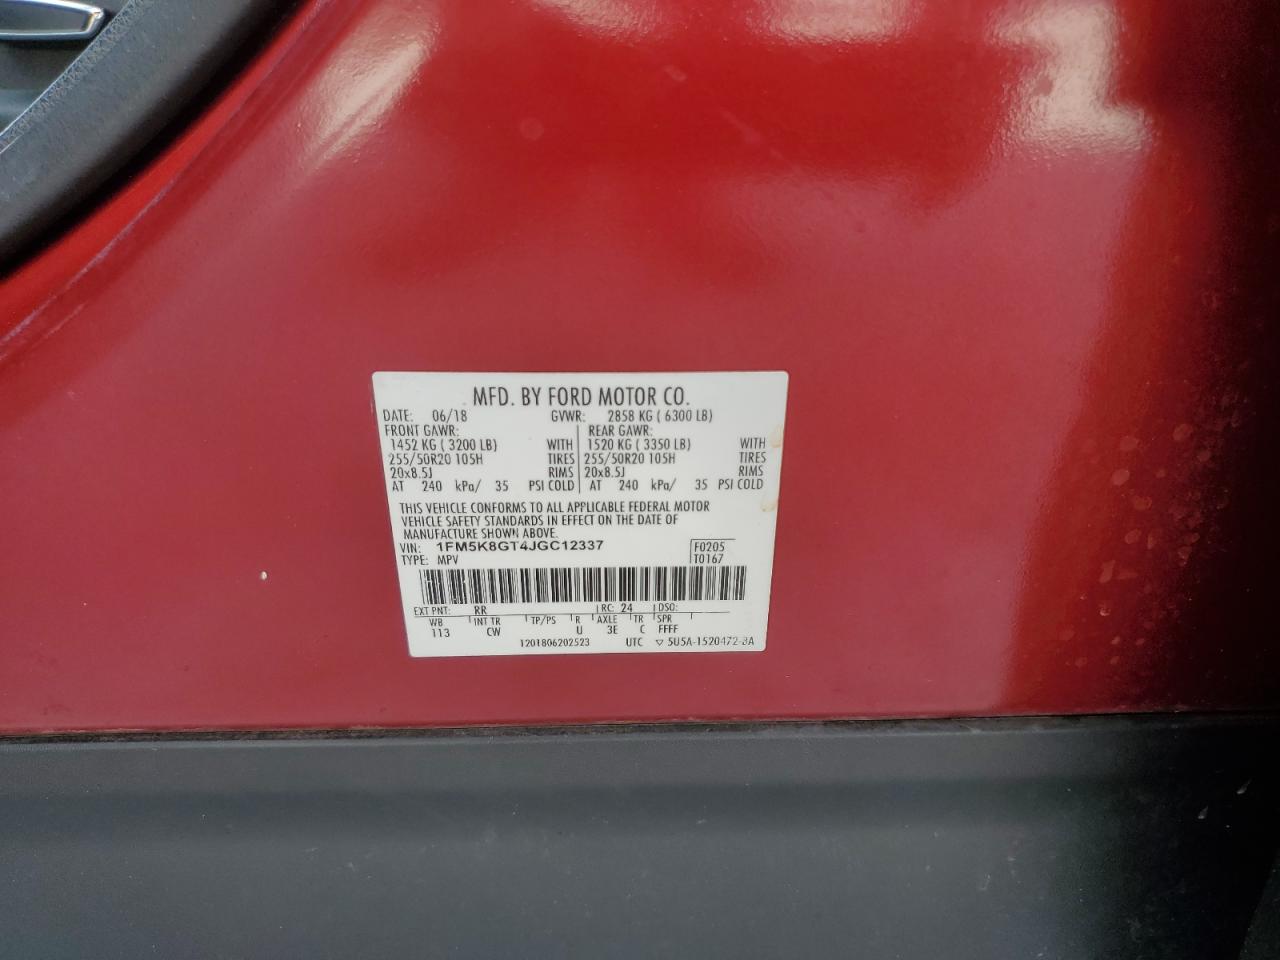 MFD. BY FORD MOTOR CO.
DATE: 06/18 GVWR: 2858 KG ( 6300 LB)
FRONT GAWR: REAR GAWR:
1452 KG ( 3200 LB) WITH 1520 KG ( 3350 LB) WITH
255/50R20 105H TIRES 255/50R20 105H TIRES
20x8.5J RIMS 20x8.5J RIMS
AT 240 kPa/ 35 PSI COLD AT 240 kPa/ 35 PSI COLD
THIS VEHICLE CONFORMS TO ALL APPLICABLE FEDERAL MOTOR
VEHICLE SAFETY STANDARDS IN EFFECT ON THE DATE OF
MANUFACTURE SHOWN ABOVE.
VIN: 1FM5K8GT4JGC12337 F0205
TYPE: MPV T0167
EXT PNT: RR RC: 24 DSO:
WB INT TR TP/PS R AXLE TR SPR
113 CW U 3E C FFFF
1201806202523 UTC ▽ 5U5A-1520472-BA